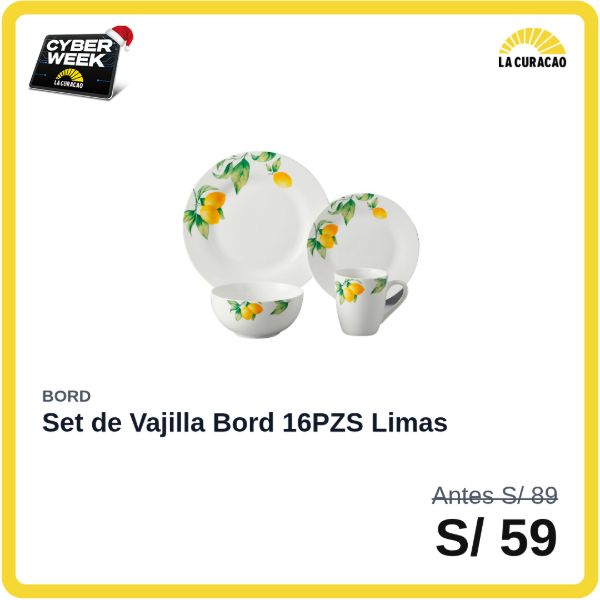 CYBER
WEEK
LA CURACAO
LA CURACAO
BORD
Set de Vajilla Bord 16PZS Limas
Antes S/ 89
S/ 59